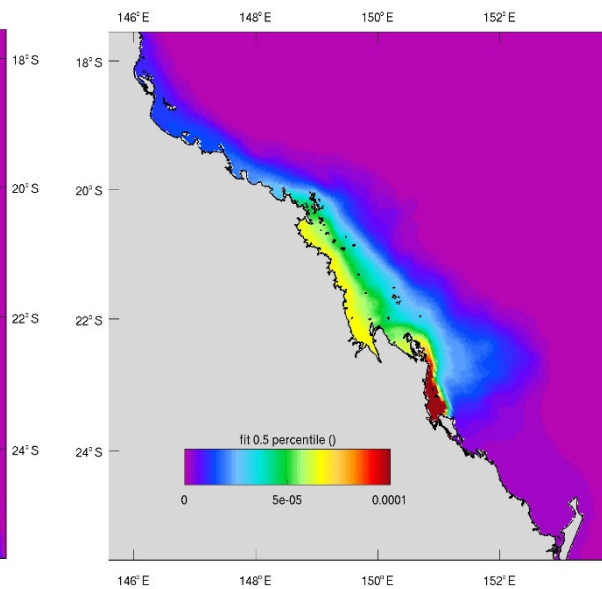 146° E 148° E 150° E 152° E
18° S 18° S
20° S 20° S
22° S 22° S
24° S 24° S
fit 0.5 percentile ()
0 5e-05 0.0001
146° E 148° E 150° E 152° E